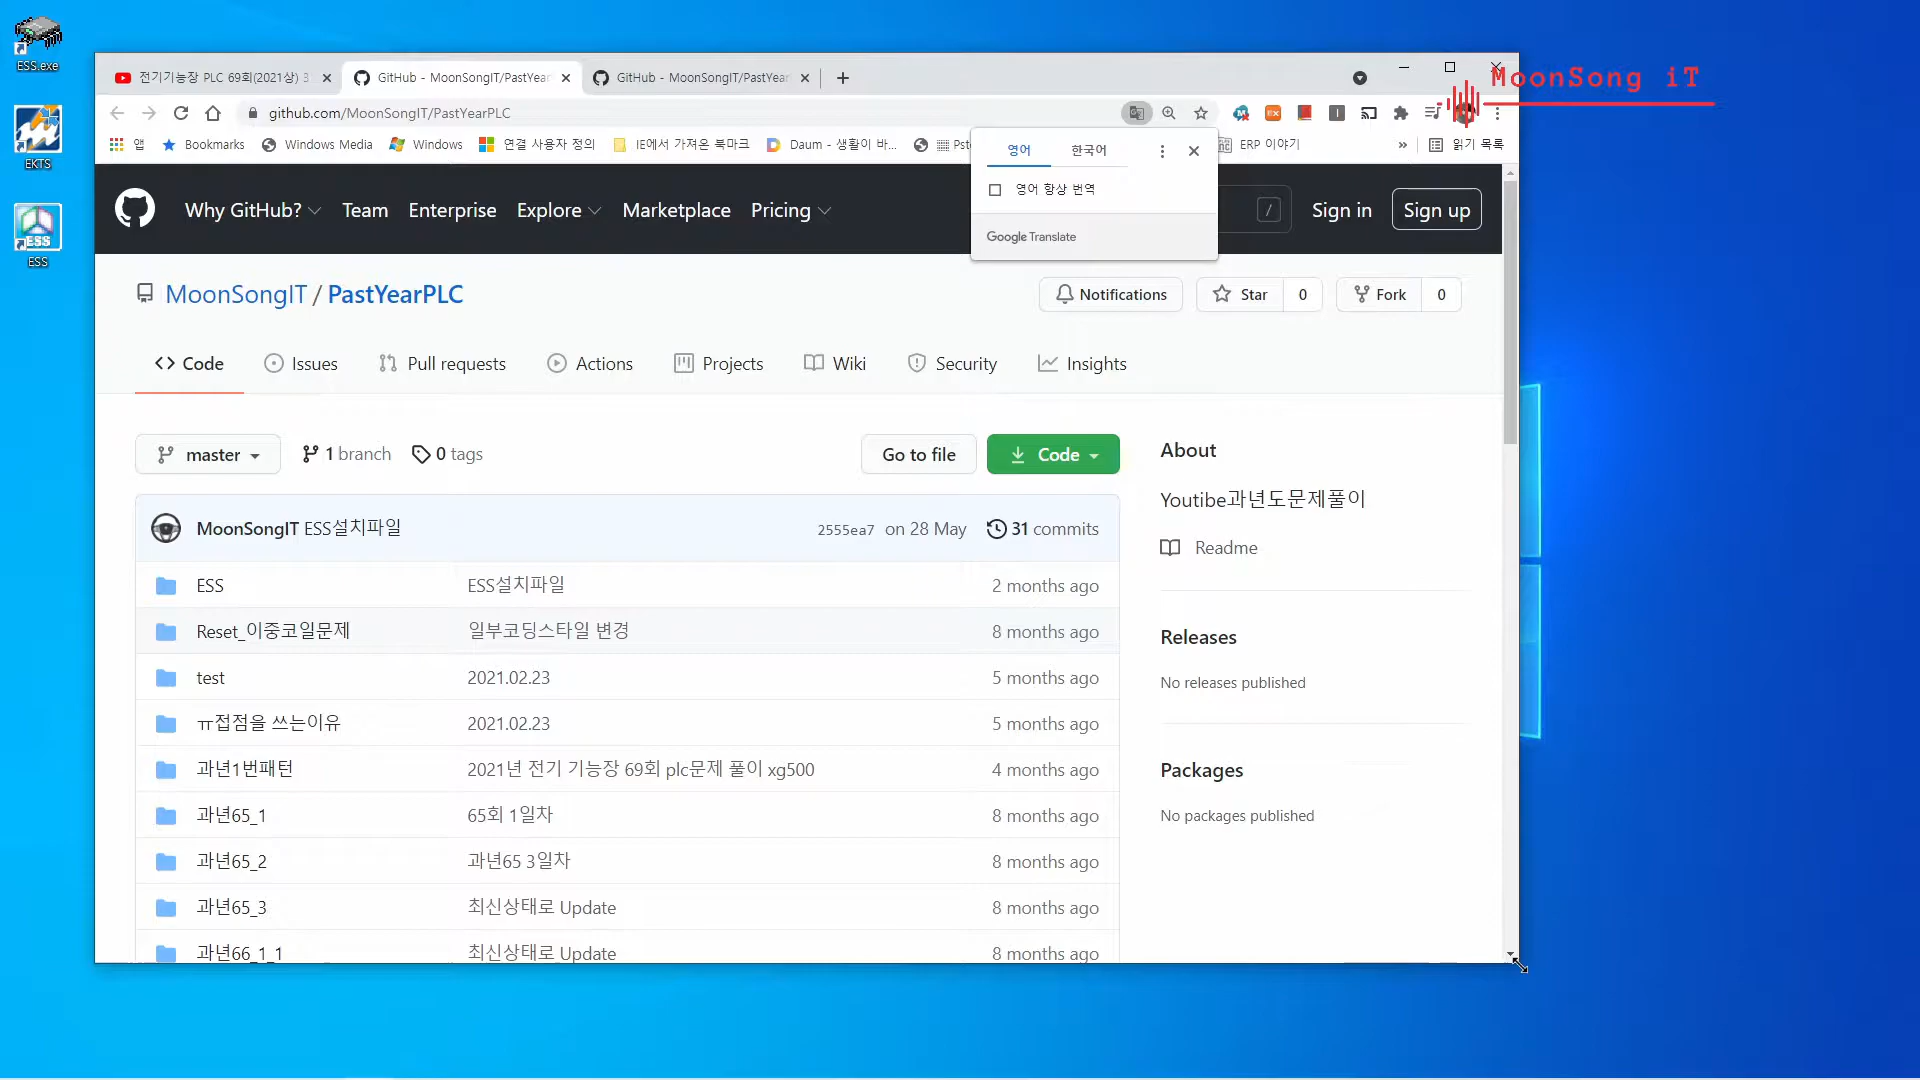 ESS.exe
EKTS
ESS
ESS
전기기능장 PLC 69회(2021상) 3
GitHub - MoonSongIT/PastYear
GitHub - MoonSongIT/PastYear
MoonSong iT
github.com/MoonSongIT/PastYearPLC
앱
Bookmarks
Windows Media
Windows
연결 사용자 정의
IE에서 가져온 북마크
Daum - 생활이 바...
ERP 이야기
»
읽기 목록
영어
한국어
영어 항상 번역
Google Translate
Why GitHub?
Team
Enterprise
Explore
Marketplace
Pricing
/
Sign in
Sign up
MoonSongIT / PastYearPLC
Notifications
Star
0
Fork
0
Code
Issues
Pull requests
Actions
Projects
Wiki
Security
Insights
master
1 branch
0 tags
Go to file
Code
About
Youtibe과년도문제풀이
Readme
Releases
No releases published
Packages
No packages published
MoonSongIT ESS설치파일
2555ea7 on 28 May
31 commits
ESS
ESS설치파일
2 months ago
Reset_이중코일문제
일부코딩스타일 변경
8 months ago
test
2021.02.23
5 months ago
ㅠ접점을 쓰는이유
2021.02.23
5 months ago
과년1번패턴
2021년 전기 기능장 69회 plc문제 풀이 xg500
4 months ago
과년65_1
65회 1일차
8 months ago
과년65_2
과년65 3일차
8 months ago
과년65_3
최신상태로 Update
8 months ago
과년66_1_1
최신상태로 Update
8 months ago